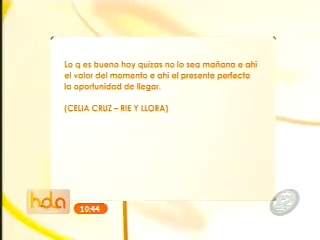 Lo q es bueno hoy quizas no lo sea mañana e ahi
el valor del momento e ahi el presente perfecto
la oportunidad de llegar.
(CELIA CRUZ – RIE Y LLORA)
hda
10:44